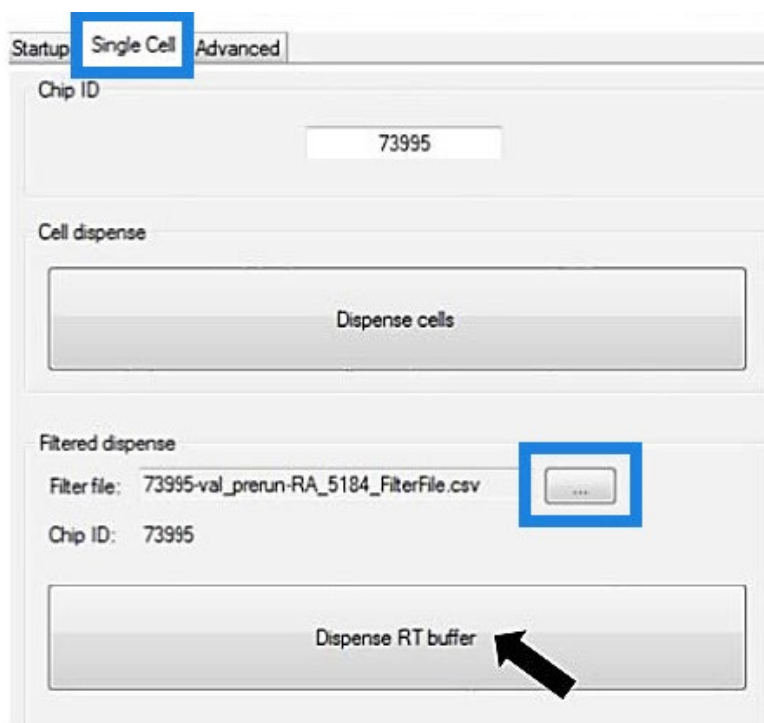 Startup Single Cell Advanced
Chip ID
73995
Cell dispense
Dispense cells
Filtered dispense
Filter file: 73995-val_prerun-RA_5184_FilterFile.csv ...
Chip ID: 73995
Dispense RT buffer